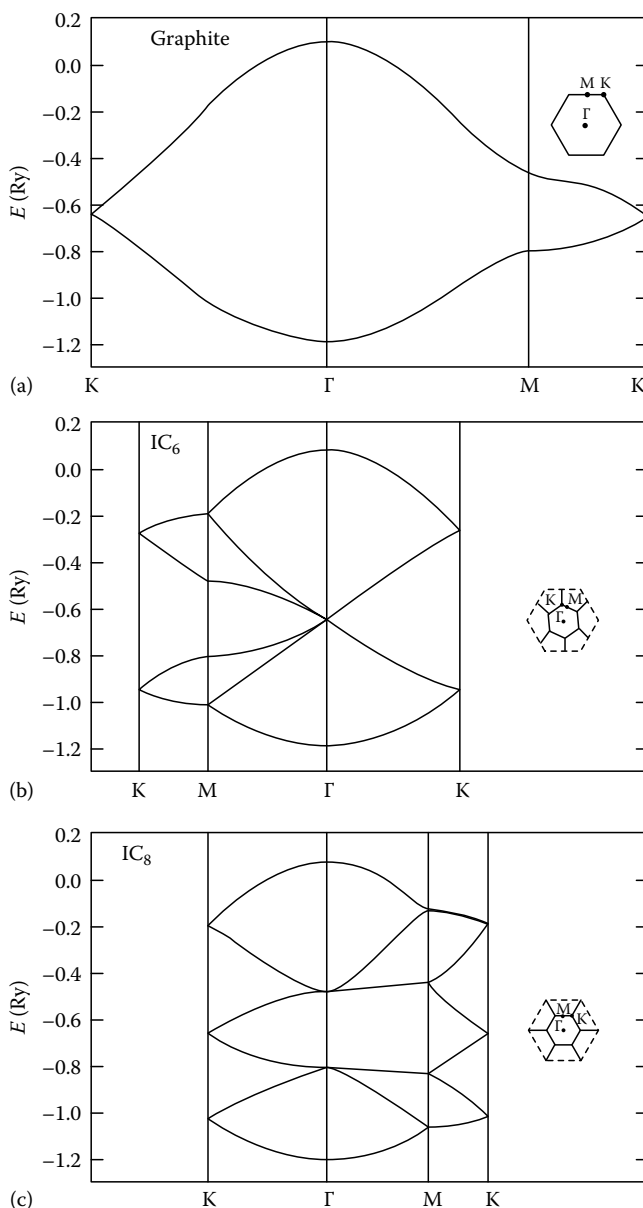 0.2
Graphite
0.0
M K
−0.2
Γ
−0.4
E (Ry)
−0.6
−0.8
−1.0
−1.2
(a)
K Γ M K
0.2
IC₆
0.0
−0.2
−0.4
E (Ry)
K M
Γ
−0.6
−0.8
−1.0
−1.2
(b)
K M Γ K
0.2
IC₈
0.0
−0.2
−0.4
E (Ry)
−0.6
M
Γ K
−0.8
−1.0
−1.2
(c)
K Γ M K